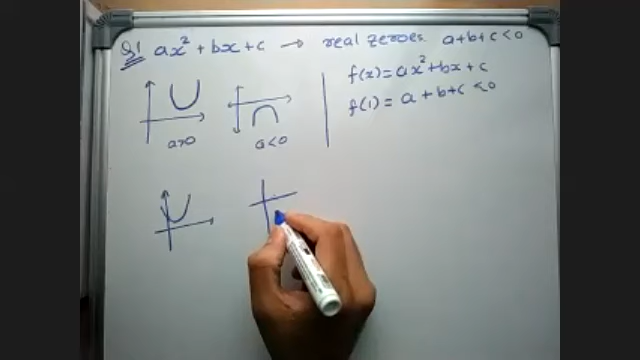 Q1 ax² + bx + c → real zeroes a+b+c<0
f(x) = ax² + bx + c
f(1) = a + b + c <0
a>0 a<0